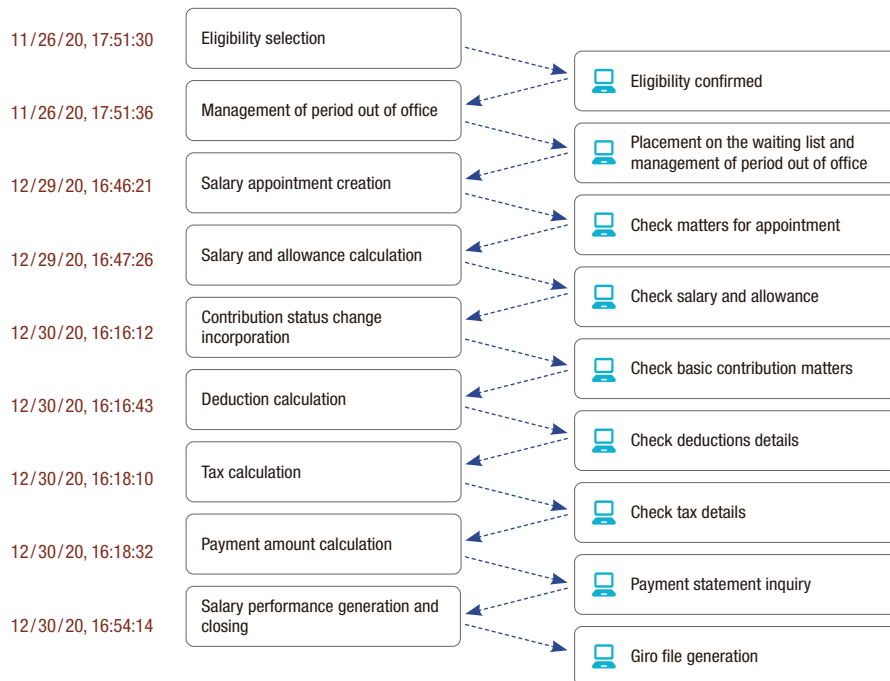 11/26/20, 17:51:30
Eligibility selection
Eligibility confirmed
11/26/20, 17:51:36
Management of period out of office
Placement on the waiting list and
management of period out of office
12/29/20, 16:46:21
Salary appointment creation
Check matters for appointment
12/29/20, 16:47:26
Salary and allowance calculation
Check salary and allowance
12/30/20, 16:16:12
Contribution status change
incorporation
Check basic contribution matters
12/30/20, 16:16:43
Deduction calculation
Check deductions details
12/30/20, 16:18:10
Tax calculation
Check tax details
12/30/20, 16:18:32
Payment amount calculation
Payment statement inquiry
12/30/20, 16:54:14
Salary performance generation and
closing
Giro file generation